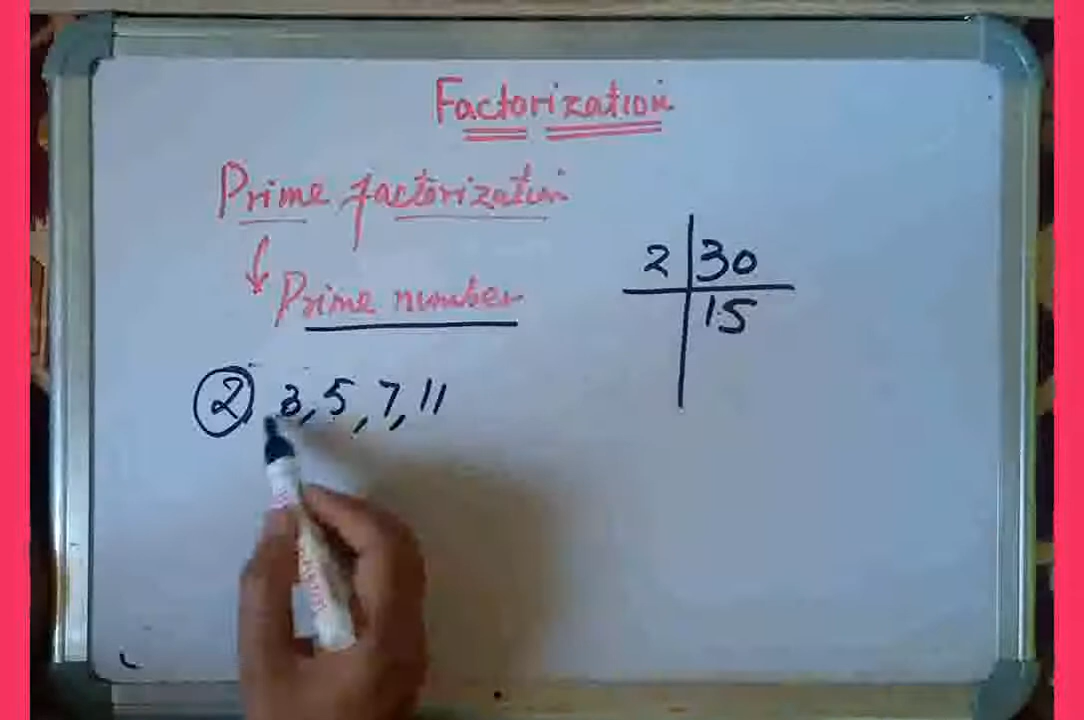 Factorization
Prime factorization
↓ Prime number
2 | 30
15
2, 3, 5, 7, 11